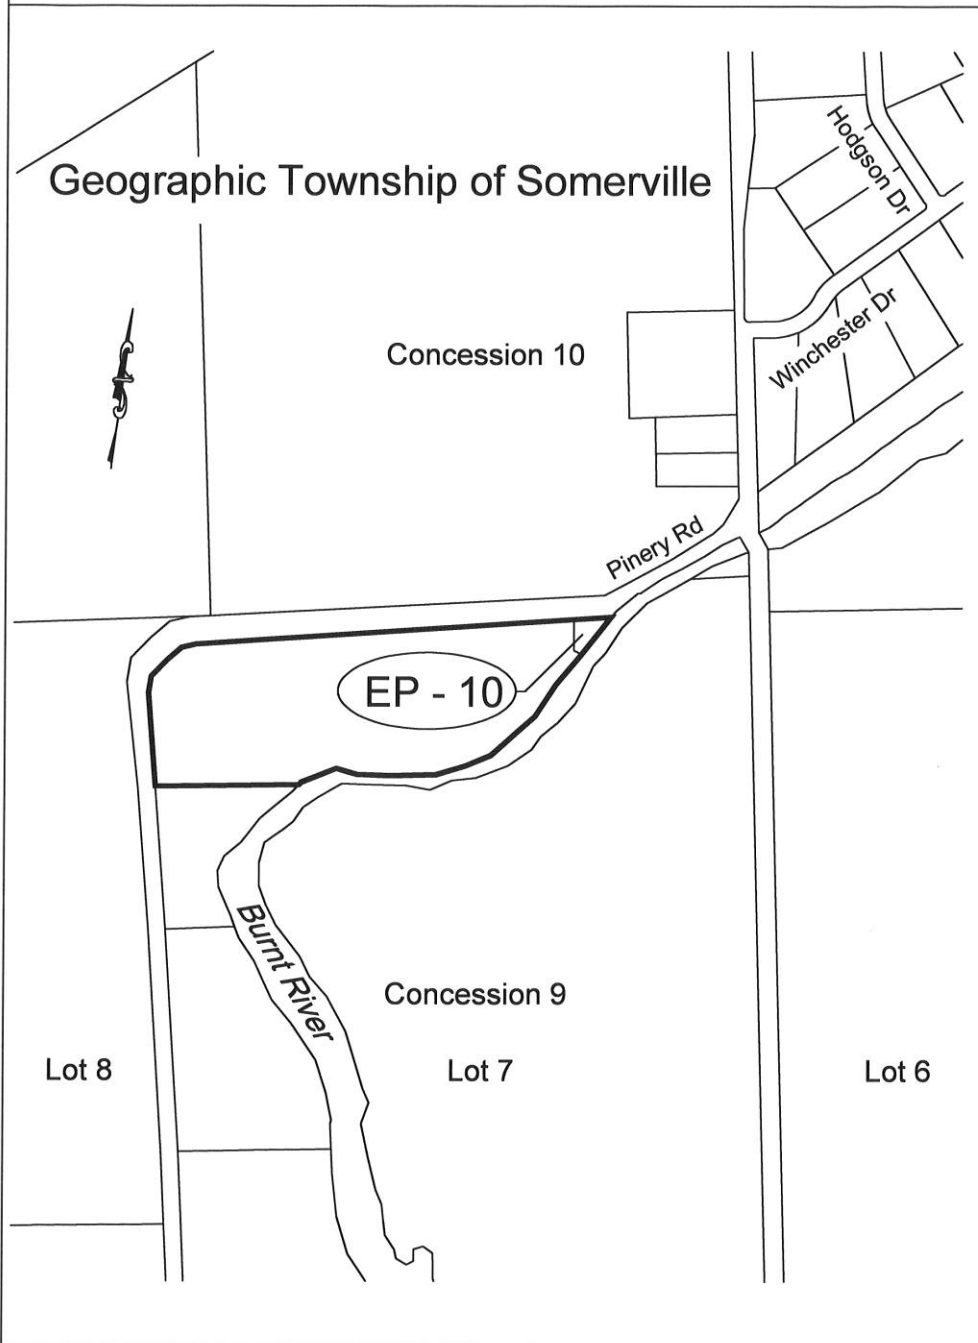 Hodgson Dr
Geographic Township of Somerville
Winchester Dr
Concession 10
Pinery Rd
EP - 10
Burnt River
Concession 9
Lot 8
Lot 7
Lot 6